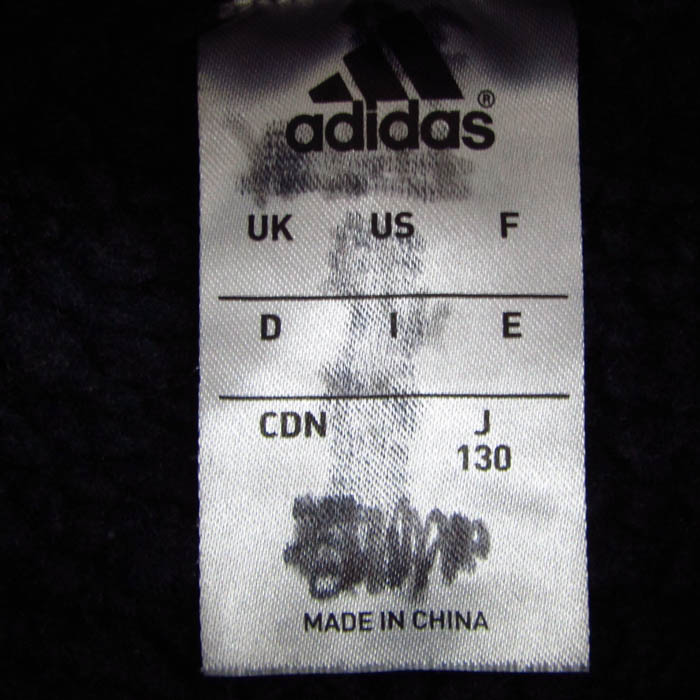 adidas®
UK US F
D I E
CDN J
130
MADE IN CHINA